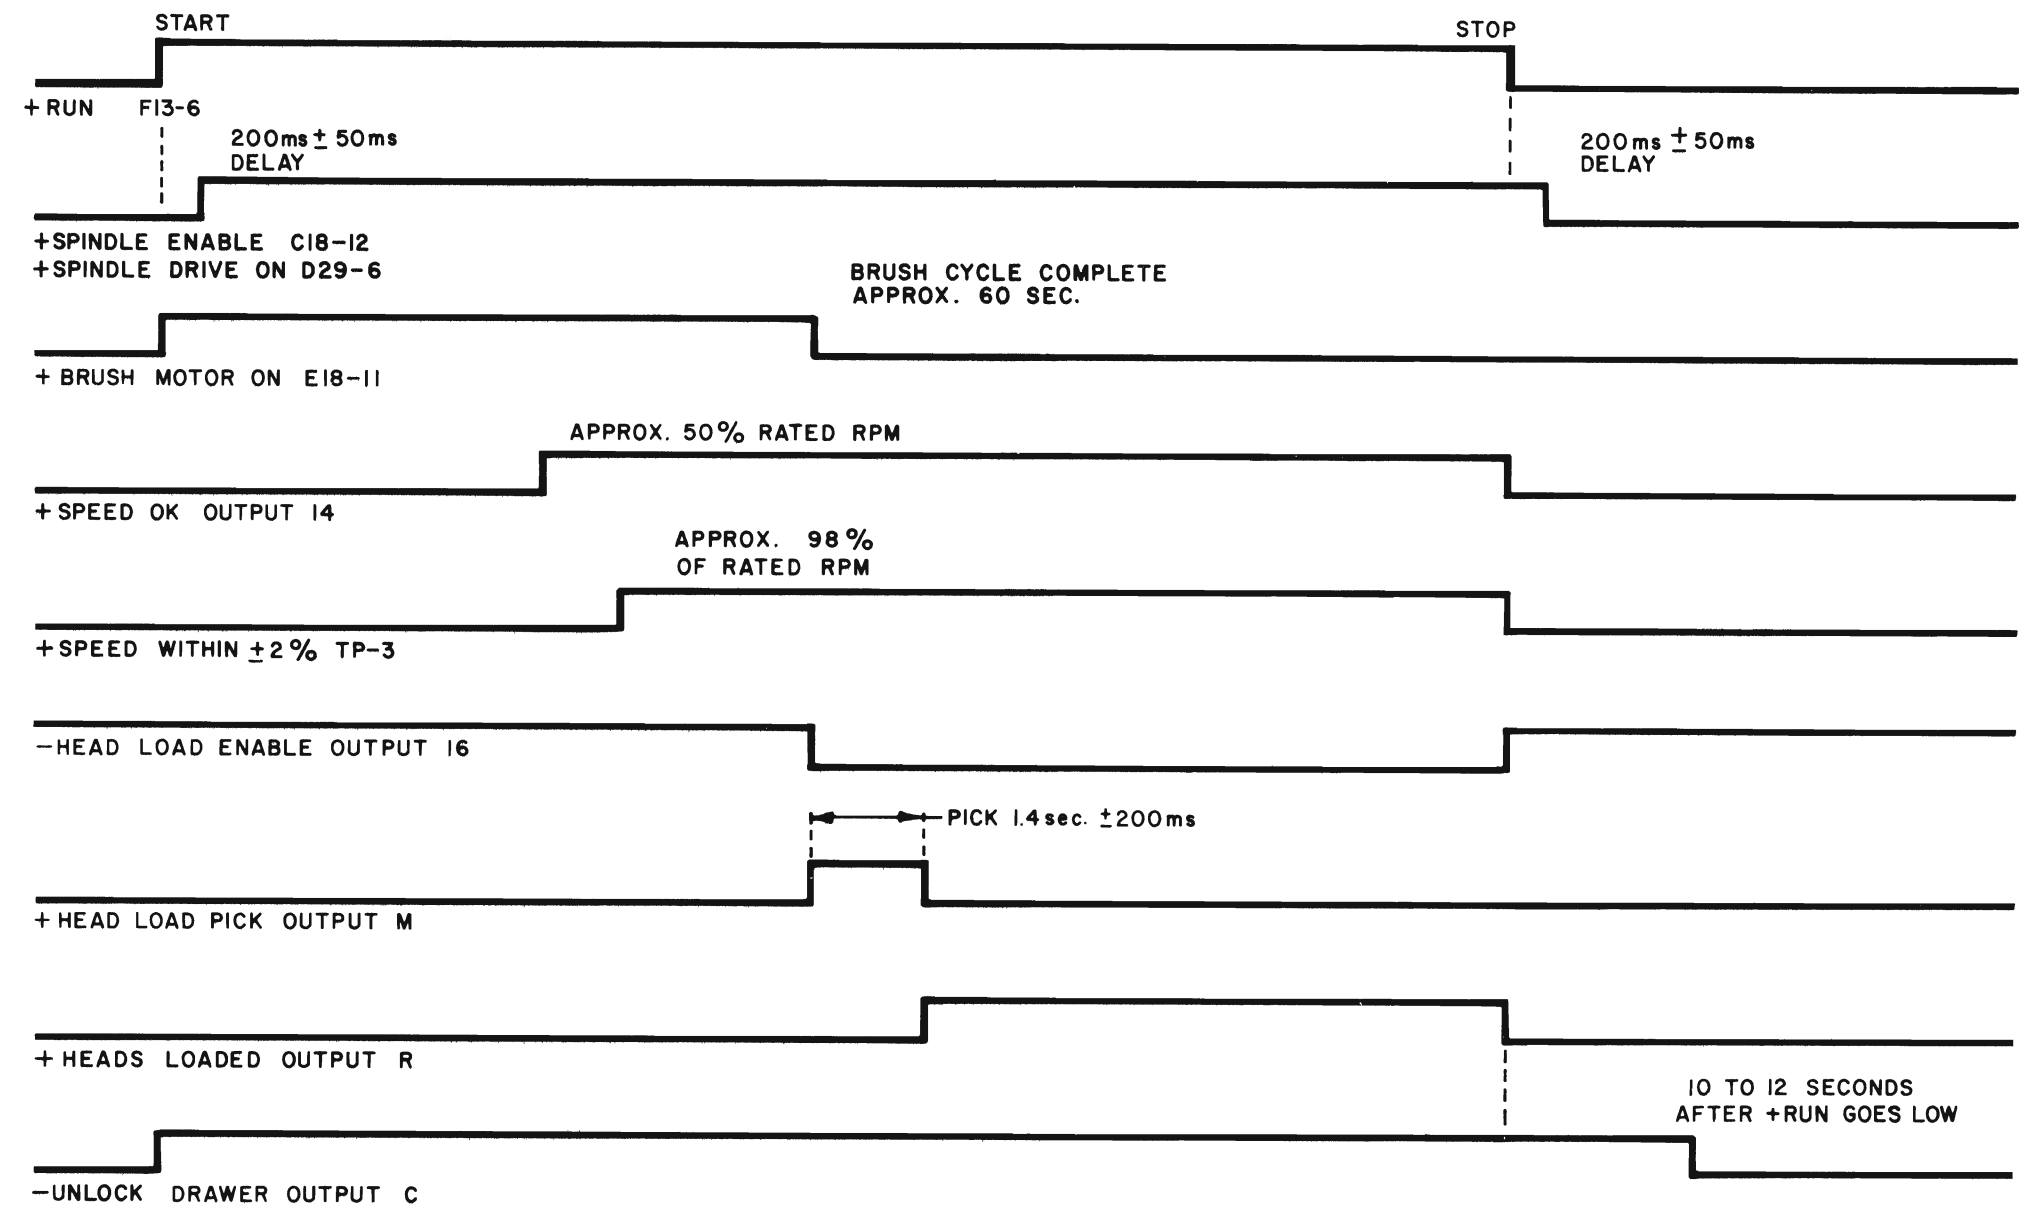 START
STOP
+RUN F13-6
200ms ± 50ms
DELAY
200ms ± 50ms
DELAY
+SPINDLE ENABLE C18-12
+SPINDLE DRIVE ON D29-6
BRUSH CYCLE COMPLETE
APPROX. 60 SEC.
+ BRUSH MOTOR ON E18-11
APPROX. 50% RATED RPM
+ SPEED OK OUTPUT 14
APPROX. 98%
OF RATED RPM
+SPEED WITHIN ±2% TP-3
-HEAD LOAD ENABLE OUTPUT 16
PICK 1.4sec. ±200ms
+ HEAD LOAD PICK OUTPUT M
+ HEADS LOADED OUTPUT R
10 TO 12 SECONDS
AFTER +RUN GOES LOW
-UNLOCK DRAWER OUTPUT C